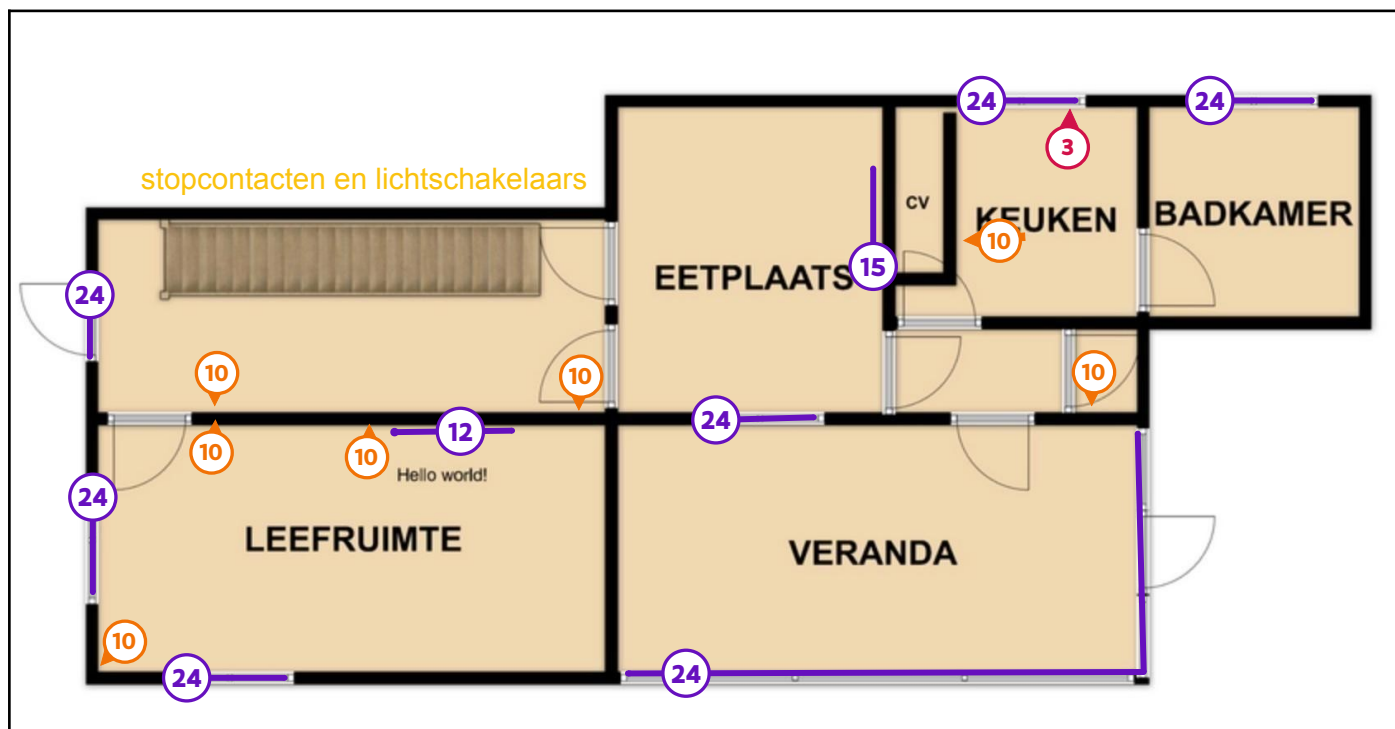 24
24
3
stopcontacten en lichtschakelaars
CV
KEUKEN
BADKAMER
10
15
EETPLAATS
24
10
10
10
24
12
10
10
Hello world!
24
LEEFRUIMTE
VERANDA
10
24
24